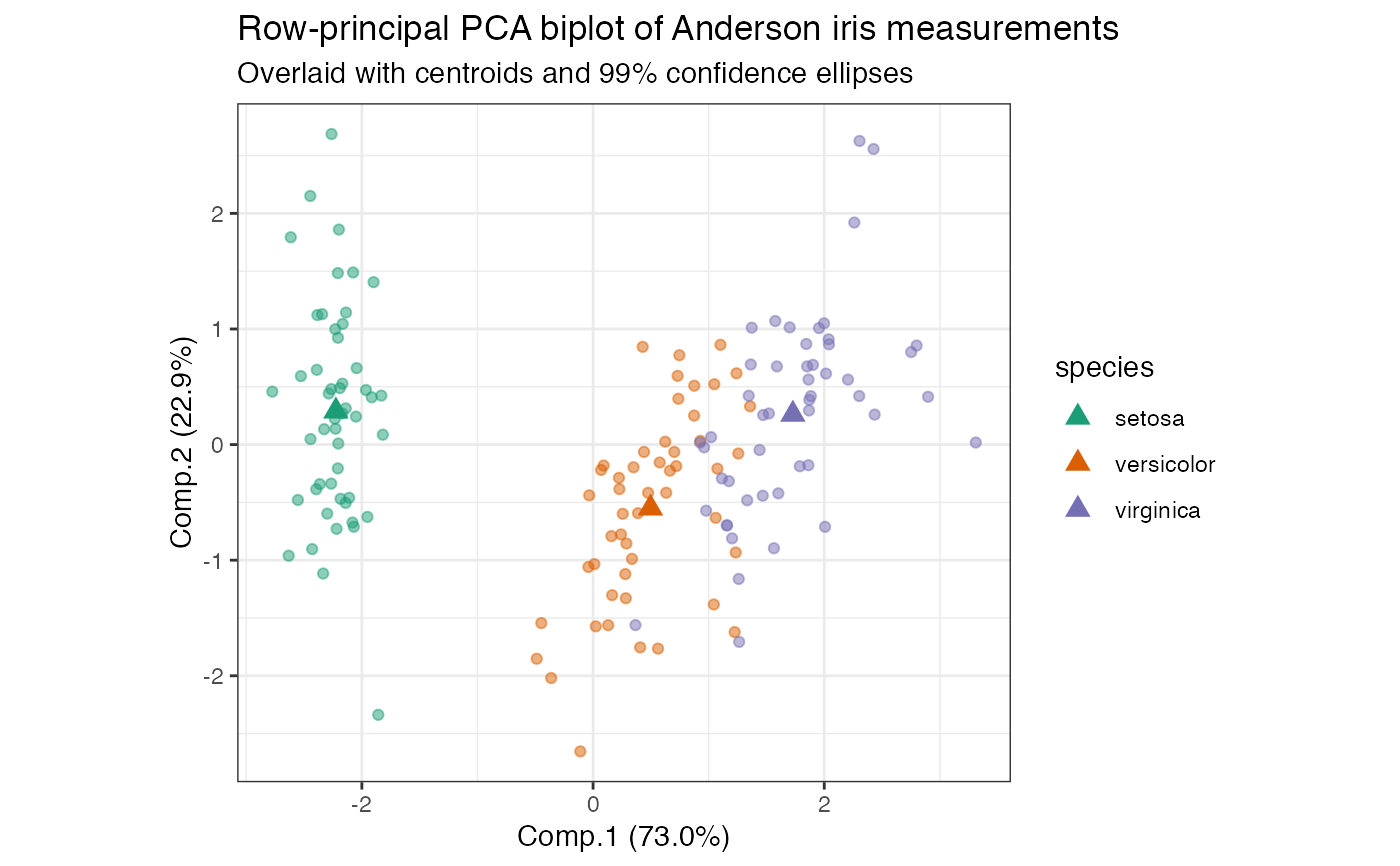 Row-principal PCA biplot of Anderson iris measurements
Overlaid with centroids and 99% confidence ellipses
Comp.2 (22.9%)
2
1
0
-1
-2
-2
0
2
Comp.1 (73.0%)
species
setosa
versicolor
virginica